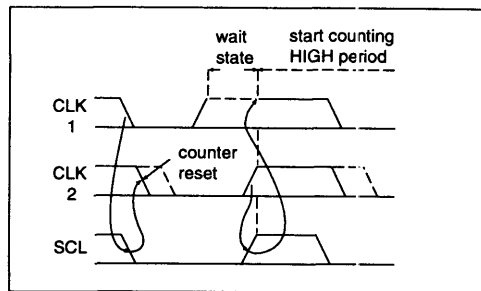 wait
state
start counting
HIGH period
CLK
1
counter
reset
CLK
2
SCL